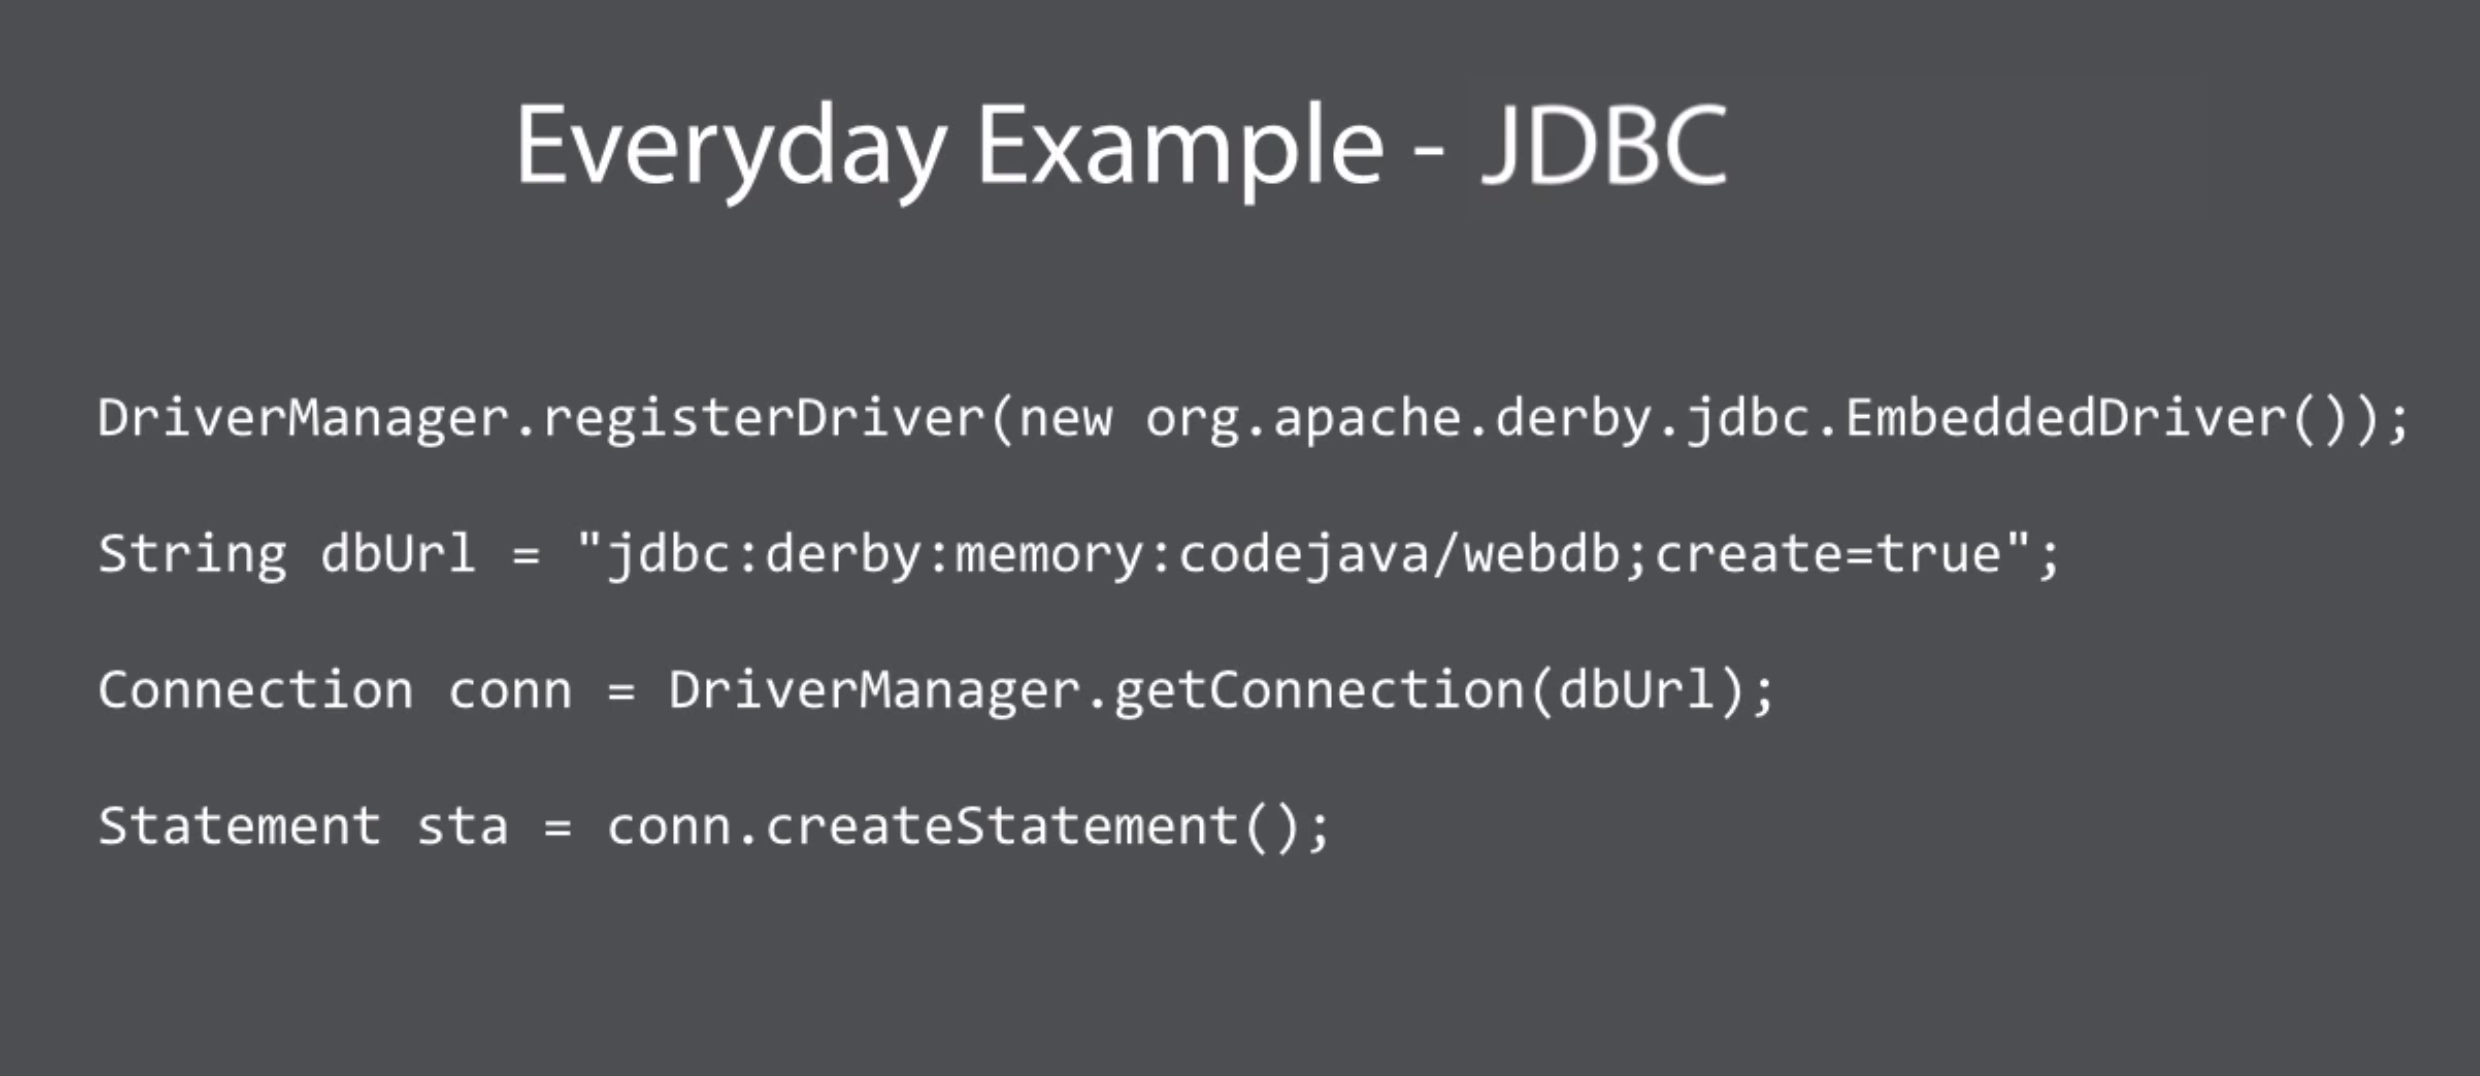 Everyday Example - JDBC
DriverManager.registerDriver(new org.apache.derby.jdbc.EmbeddedDriver());
String dbUrl = "jdbc:derby:memory:codejava/webdb;create=true";
Connection conn = DriverManager.getConnection(dbUrl);
Statement sta = conn.createStatement();